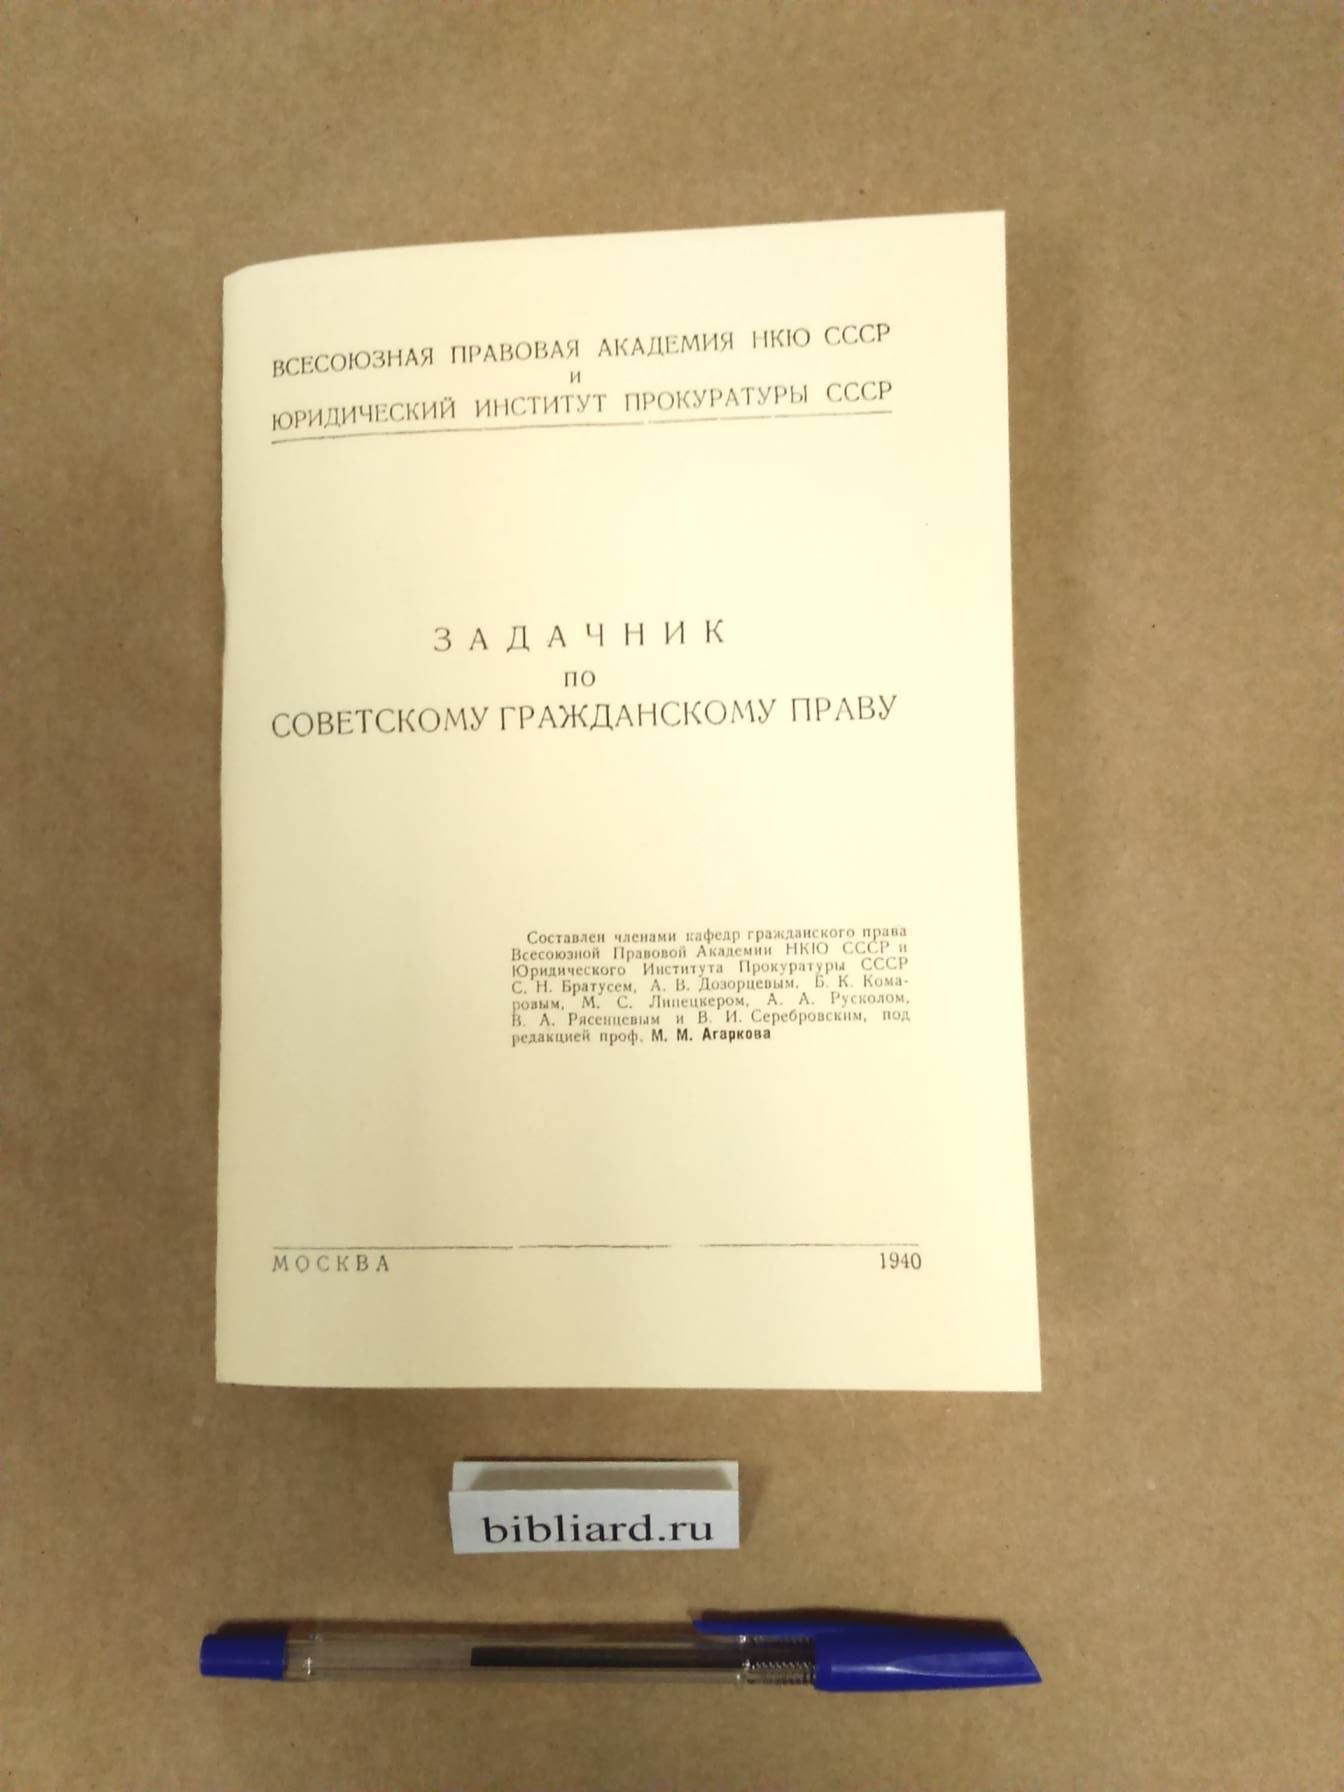 ВСЕСОЮЗНАЯ ПРАВОВАЯ АКАДЕМИЯ НКЮ СССР
и
ЮРИДИЧЕСКИЙ ИНСТИТУТ ПРОКУРАТУРЫ СССР
ЗАДАЧНИК
ПО
СОВЕТСКОМУ ГРАЖДАНСКОМУ ПРАВУ
Составлен членами кафедр гражданского права
Всесоюзной Правовой Академии НКЮ СССР и
Юридического Института Прокуратуры СССР
С. Н. Братусем, А. В. Дозорцевым, Б. К. Кома-
ровым, М. С. Липецкером, А. А. Русколом,
В. А. Рясенцевым и В. И. Серебровским, под
редакцией проф. М. М. Агаркова
МОСКВА 1940
bibliard.ru